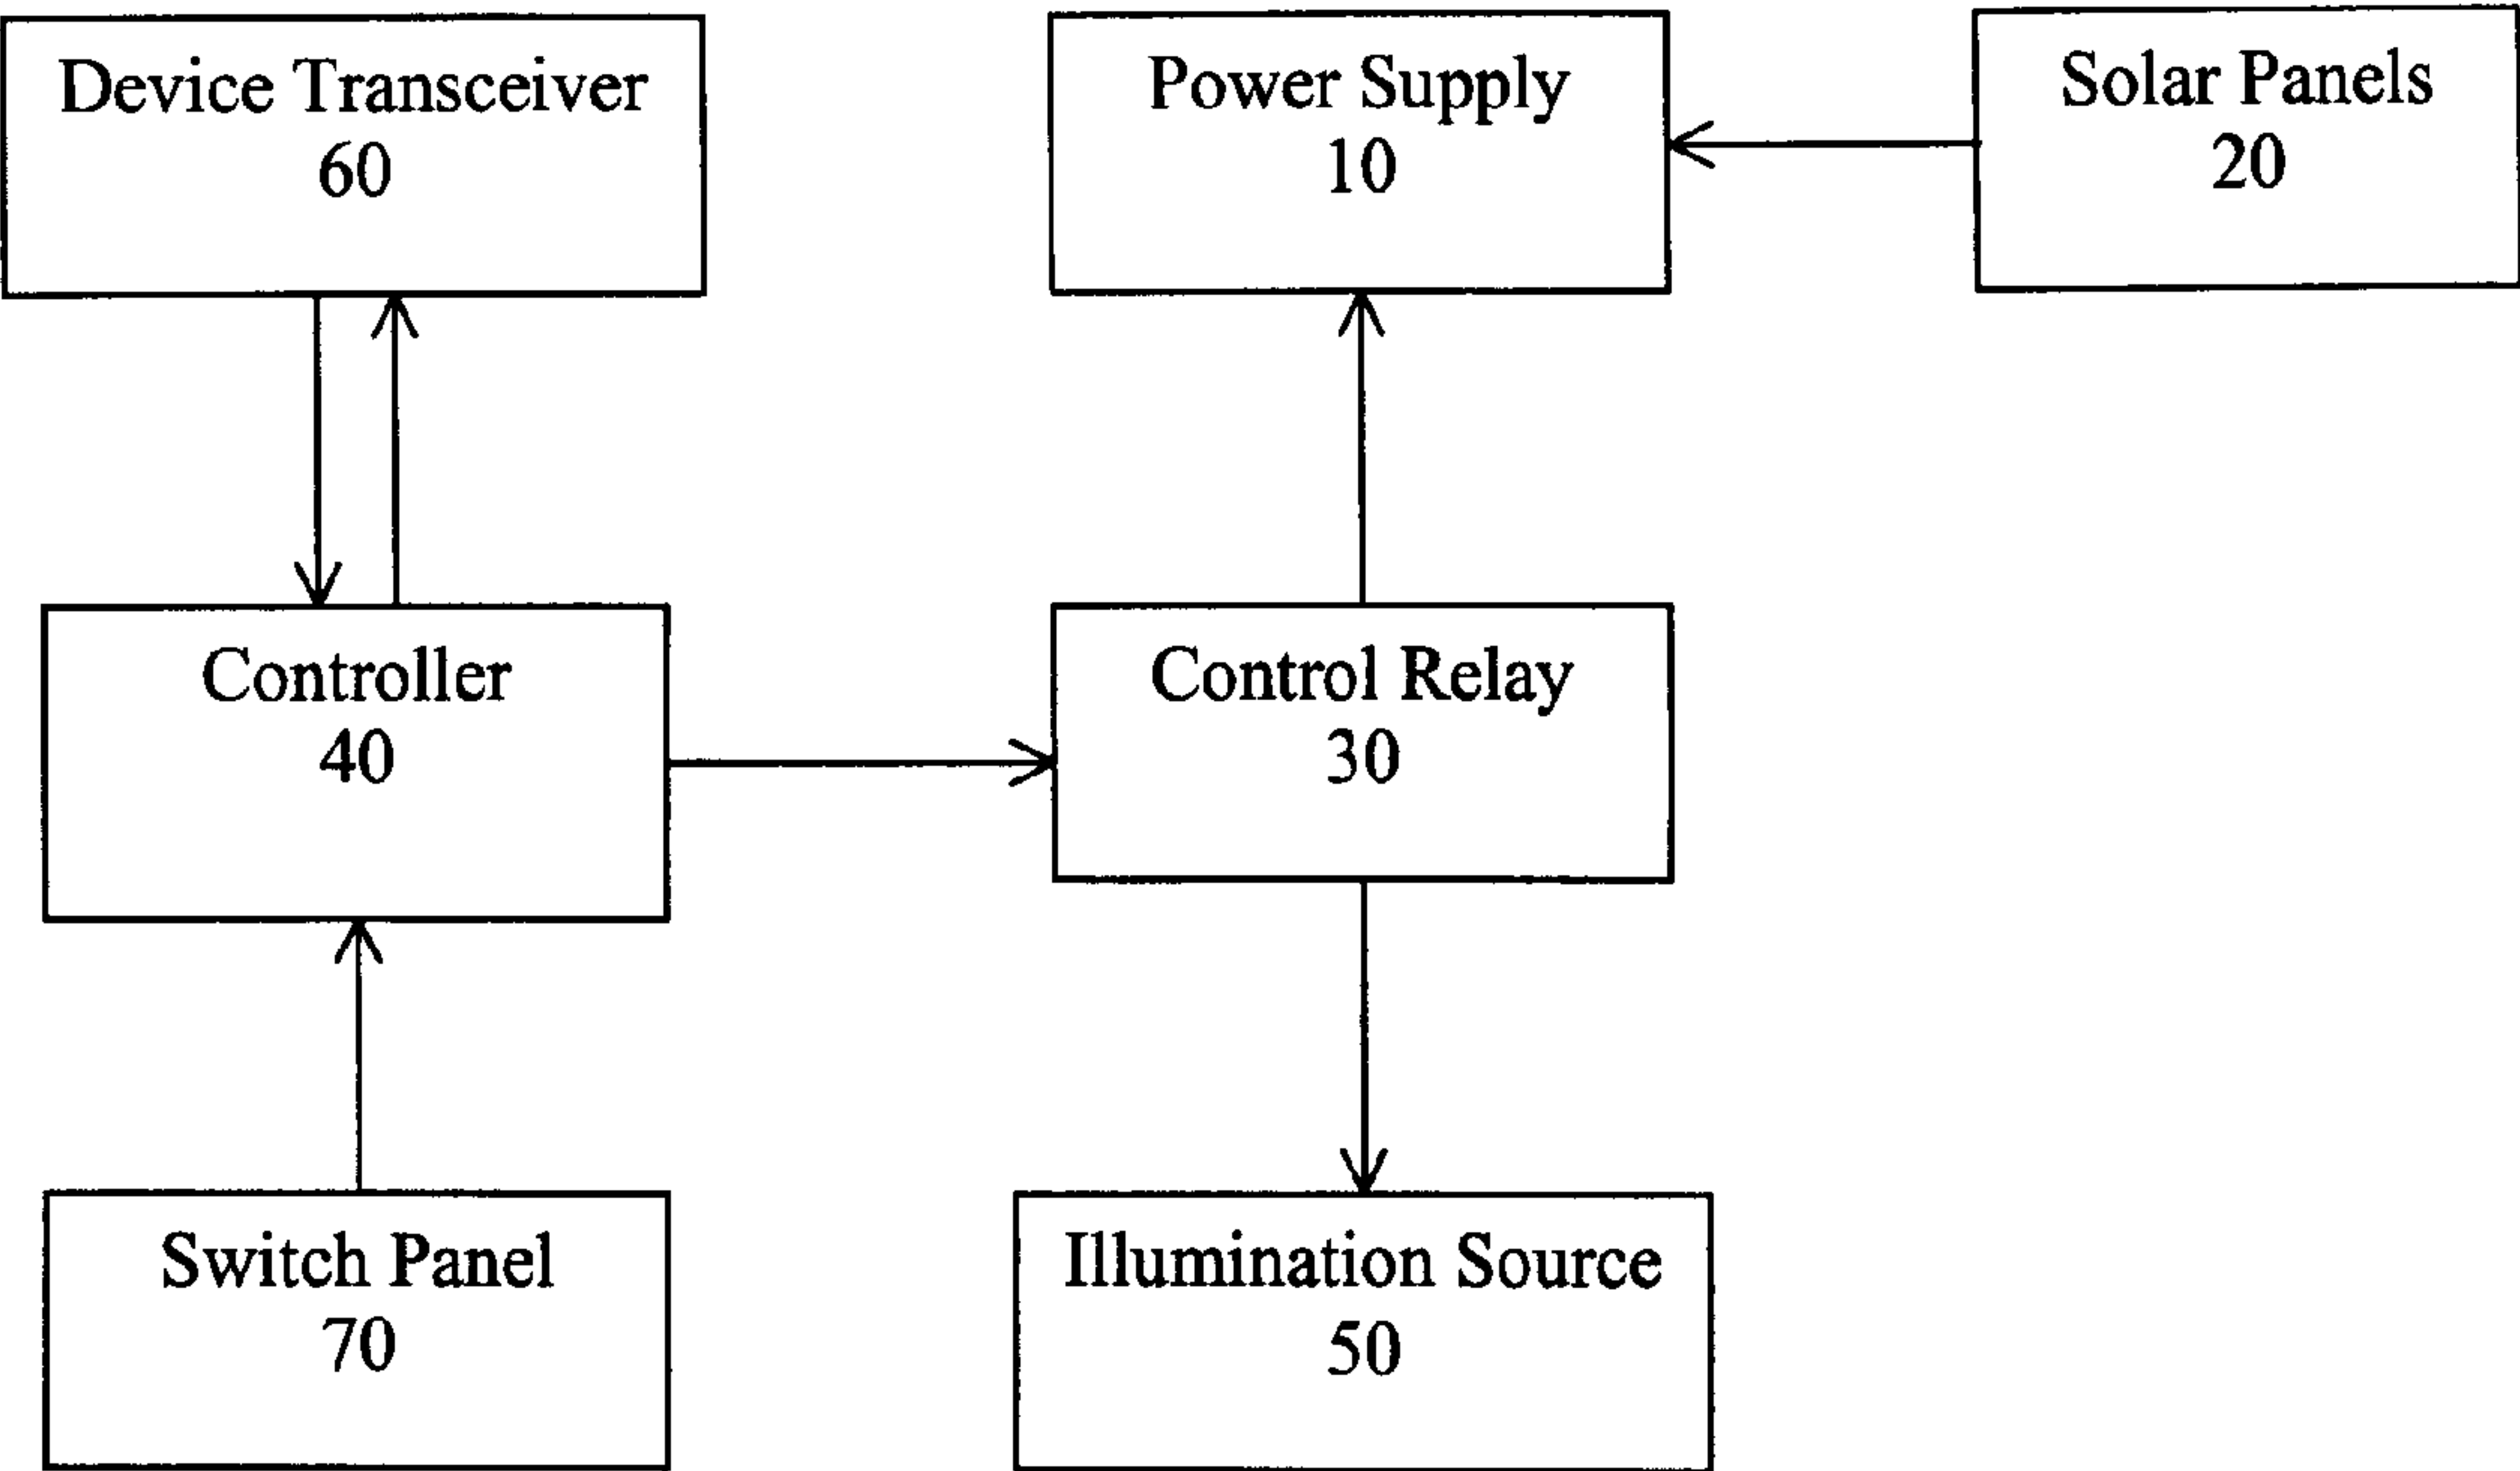 Device Transceiver
60
Power Supply
10
Solar Panels
20
Controller
40
Control Relay
30
Switch Panel
70
Illumination Source
50